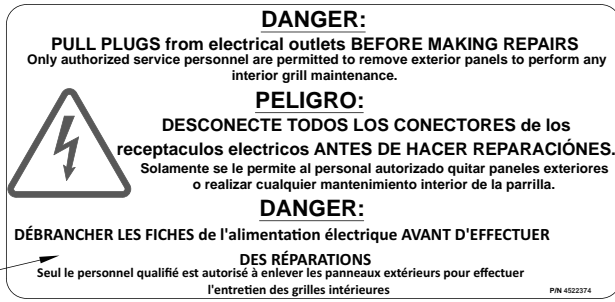 DANGER:
PULL PLUGS from electrical outlets BEFORE MAKING REPAIRS
Only authorized service personnel are permitted to remove exterior panels to perform any
interior grill maintenance.
PELIGRO:
DESCONECTE TODOS LOS CONECTORES de los
receptaculos electricos ANTES DE HACER REPARACIÓNES.
Solamente se le permite al personal autorizado quitar paneles exteriores
o realizar cualquier mantenimiento interior de la parrilla.
DANGER:
DÉBRANCHER LES FICHES de l'alimentation électrique AVANT D'EFFECTUER
DES RÉPARATIONS
Seul le personnel qualifié est autorisé à enlever les panneaux extérieurs pour effectuer
l'entretien des grilles intérieures
P/N 4522374